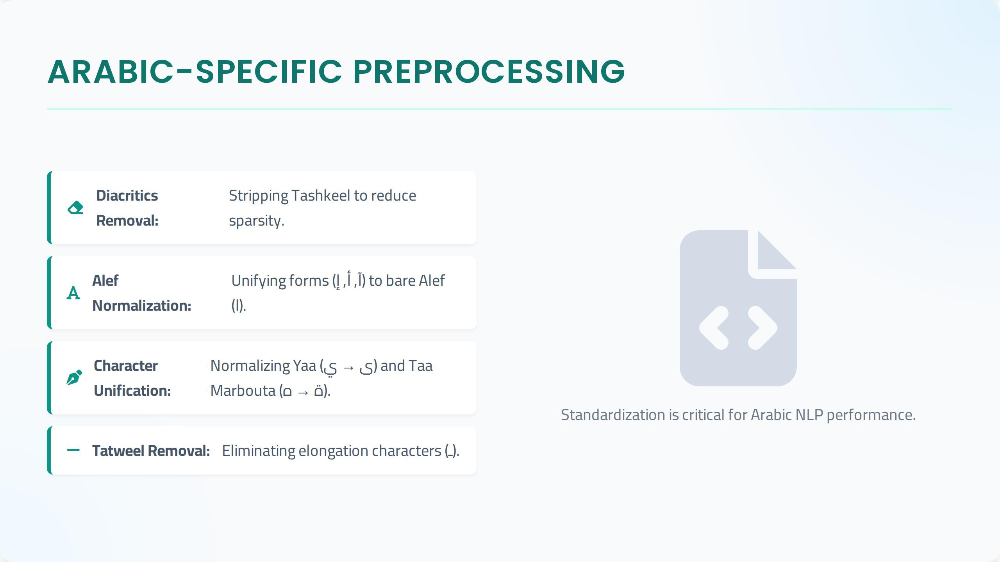 ARABIC-SPECIFIC PREPROCESSING
Diacritics Removal:
Stripping Tashkeel to reduce
sparsity.
Alef Normalization:
Unifying forms (آ, أ, إ) to bare Alef
(ا).
Character Unification:
Normalizing Yaa (ى → ي) and Taa
Marbouta (ة → ه).
Tatweel Removal: Eliminating elongation characters (ـ).
Standardization is critical for Arabic NLP performance.